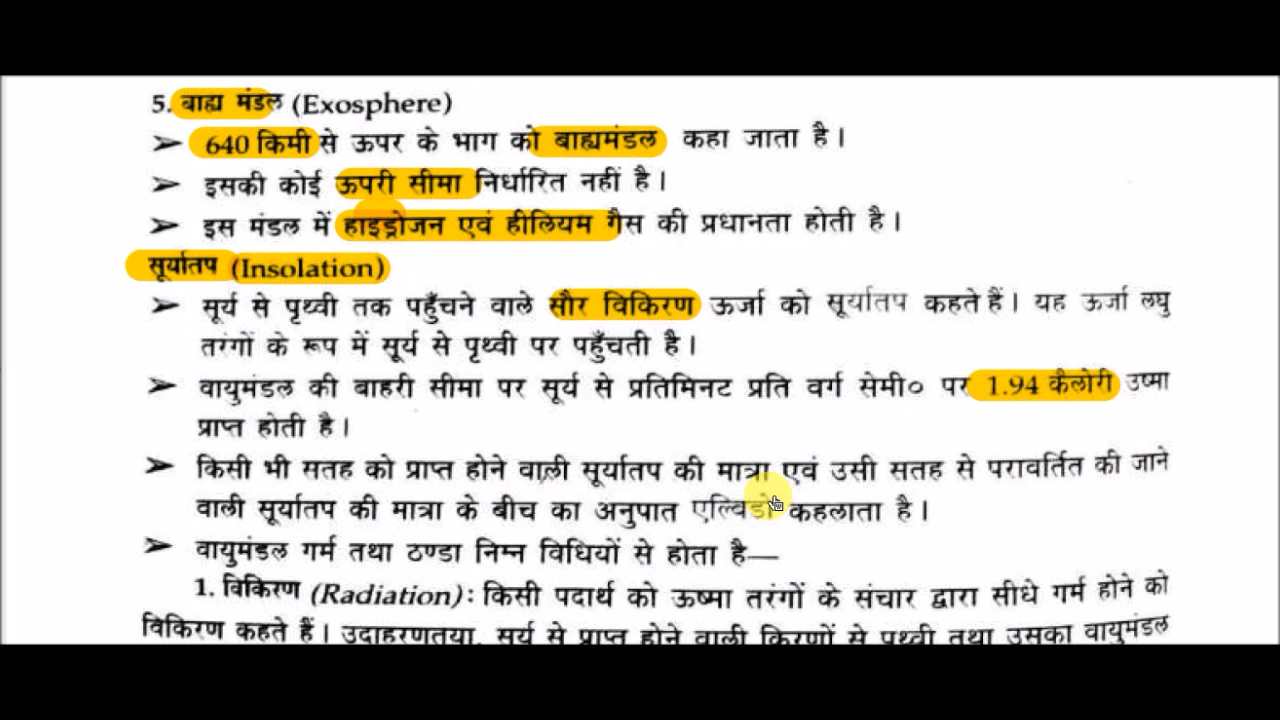 5. बाह्य मंडल (Exosphere)
➢ 640 किमी से ऊपर के भाग को बाह्यमंडल कहा जाता है।
➢ इसकी कोई ऊपरी सीमा निर्धारित नहीं है।
➢ इस मंडल में हाइड्रोजन एवं हीलियम गैस की प्रधानता होती है।
सूर्यातप (Insolation)
➢ सूर्य से पृथ्वी तक पहुँचने वाले सौर विकिरण ऊर्जा को सूर्यातप कहते हैं। यह ऊर्जा लघु
तरंगों के रूप में सूर्य से पृथ्वी पर पहुँचती है।
➢ वायुमंडल की बाहरी सीमा पर सूर्य से प्रतिमिनट प्रति वर्ग सेमी० पर 1.94 कैलोरी उष्मा
प्राप्त होती है।
➢ किसी भी सतह को प्राप्त होने वाली सूर्यातप की मात्रा एवं उसी सतह से परावर्तित की जाने
वाली सूर्यातप की मात्रा के बीच का अनुपात एल्विडो कहलाता है।
➢ वायुमंडल गर्म तथा ठण्डा निम्न विधियों से होता है—
1. विकिरण (Radiation): किसी पदार्थ को ऊष्मा तरंगों के संचार द्वारा सीधे गर्म होने को
विकिरण कहते हैं। उदाहरणतया, सूर्य से प्राप्त होने वाली किरणों से पृथ्वी तथा उसका वायुमंडल